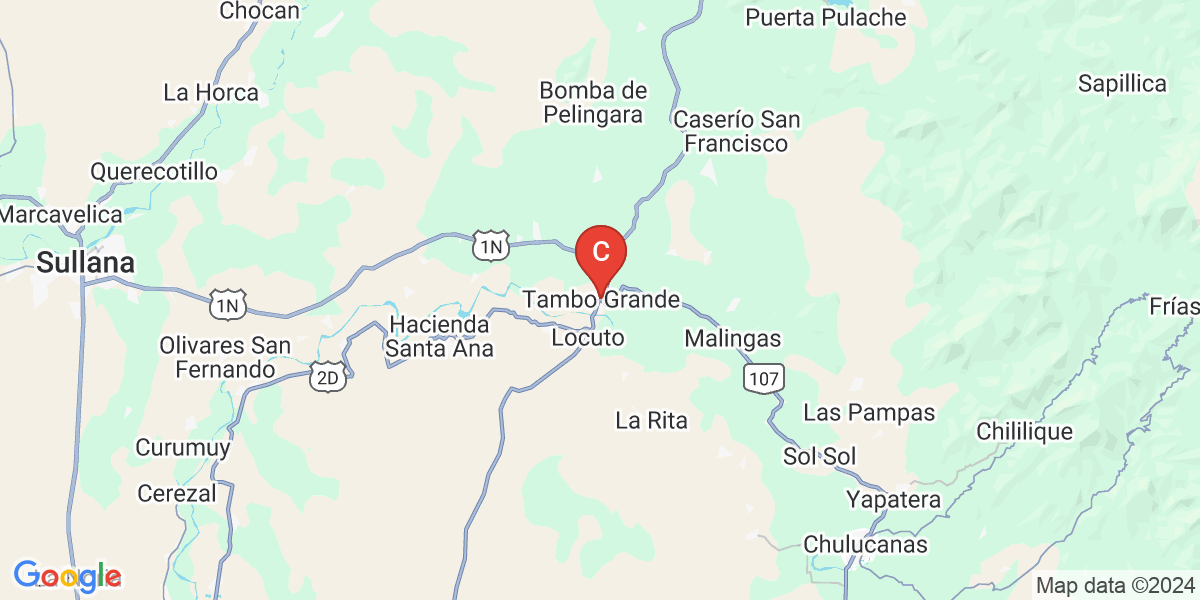 Chocan
Puerta Pulache
La Horca
Bomba de
Pelingara
Sapillica
Caserío San
Francisco
Querecotillo
Marcavelica
Sullana
1N
C
1N
Tambo Grande
Frías
Hacienda
Santa Ana
Locuto
Malingas
Olivares San
Fernando
2D
107
Las Pampas
La Rita
Chililique
Curumuy
Sol Sol
Cerezal
Yapatera
Chulucanas
Google
Map data ©2024